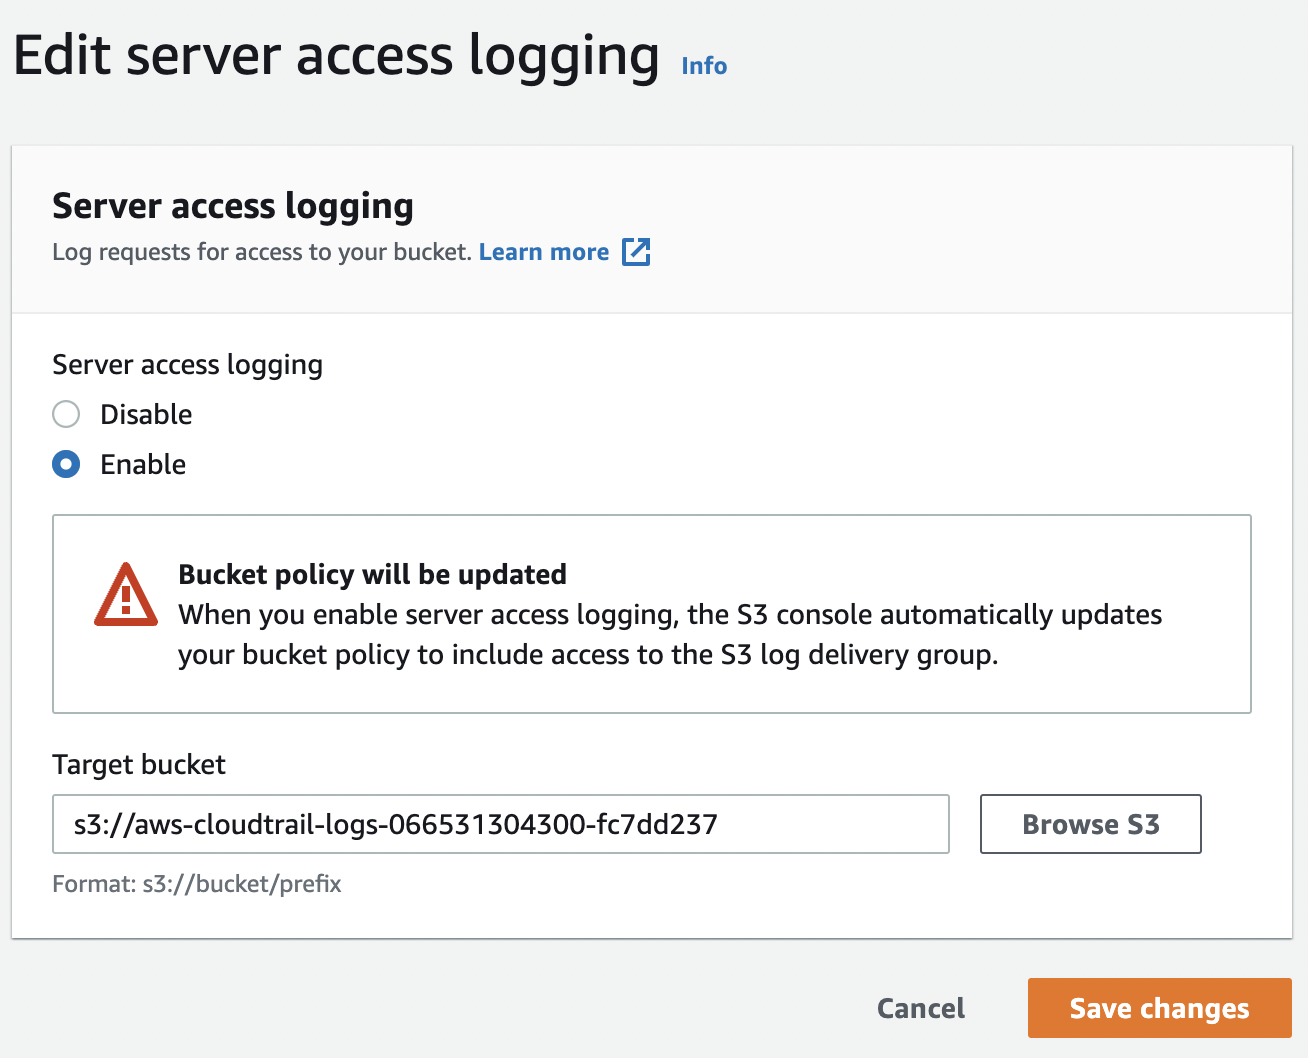 Edit server access logging Info
Server access logging
Log requests for access to your bucket. Learn more
Server access logging
Disable
Enable
Bucket policy will be updated
When you enable server access logging, the S3 console automatically updates
your bucket policy to include access to the S3 log delivery group.
Target bucket
s3://aws-cloudtrail-logs-066531304300-fc7dd237
Browse S3
Format: s3://bucket/prefix
Cancel
Save changes